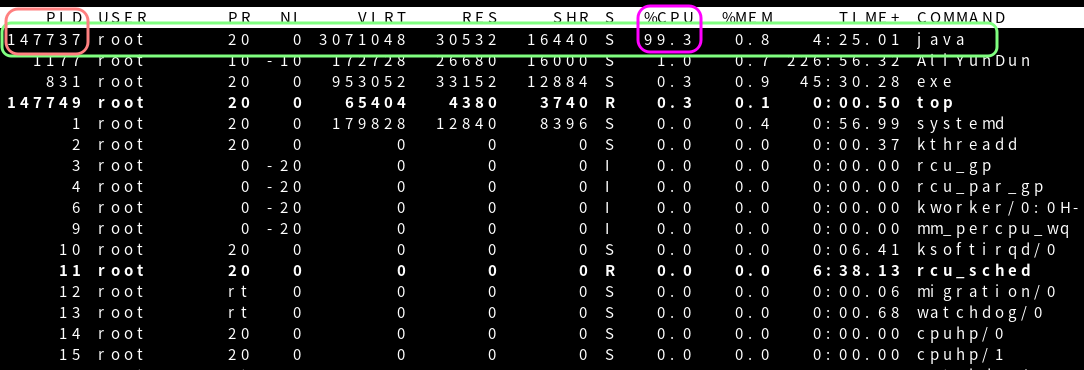 PID USER PR NI VIRT RES SHR S %CPU %MEM TIME+ COMMAND
147737 root 20 0 3071048 30532 16440 S 99.3 0.8 4:25.01 java
1177 root 10 -10 172728 26680 16000 S 1.0 0.7 226:56.32 AliYunDun
831 root 20 0 953052 33152 12884 S 0.3 0.9 45:30.28 exe
147749 root 20 0 65404 4380 3740 R 0.3 0.1 0:00.50 top
1 root 20 0 179828 12840 8396 S 0.0 0.4 0:56.99 systemd
2 root 20 0 0 0 0 S 0.0 0.0 0:00.37 kthreadd
3 root 0 -20 0 0 0 I 0.0 0.0 0:00.00 rcu_gp
4 root 0 -20 0 0 0 I 0.0 0.0 0:00.00 rcu_par_gp
6 root 0 -20 0 0 0 I 0.0 0.0 0:00.00 kworker/0:0H-
9 root 0 -20 0 0 0 I 0.0 0.0 0:00.00 mm_percpu_wq
10 root 20 0 0 0 0 S 0.0 0.0 0:06.41 ksoftirqd/0
11 root 20 0 0 0 0 R 0.0 0.0 6:38.13 rcu_sched
12 root rt 0 0 0 0 S 0.0 0.0 0:00.06 migration/0
13 root rt 0 0 0 0 S 0.0 0.0 0:00.68 watchdog/0
14 root 20 0 0 0 0 S 0.0 0.0 0:00.00 cpuhp/0
15 root 20 0 0 0 0 S 0.0 0.0 0:00.00 cpuhp/1